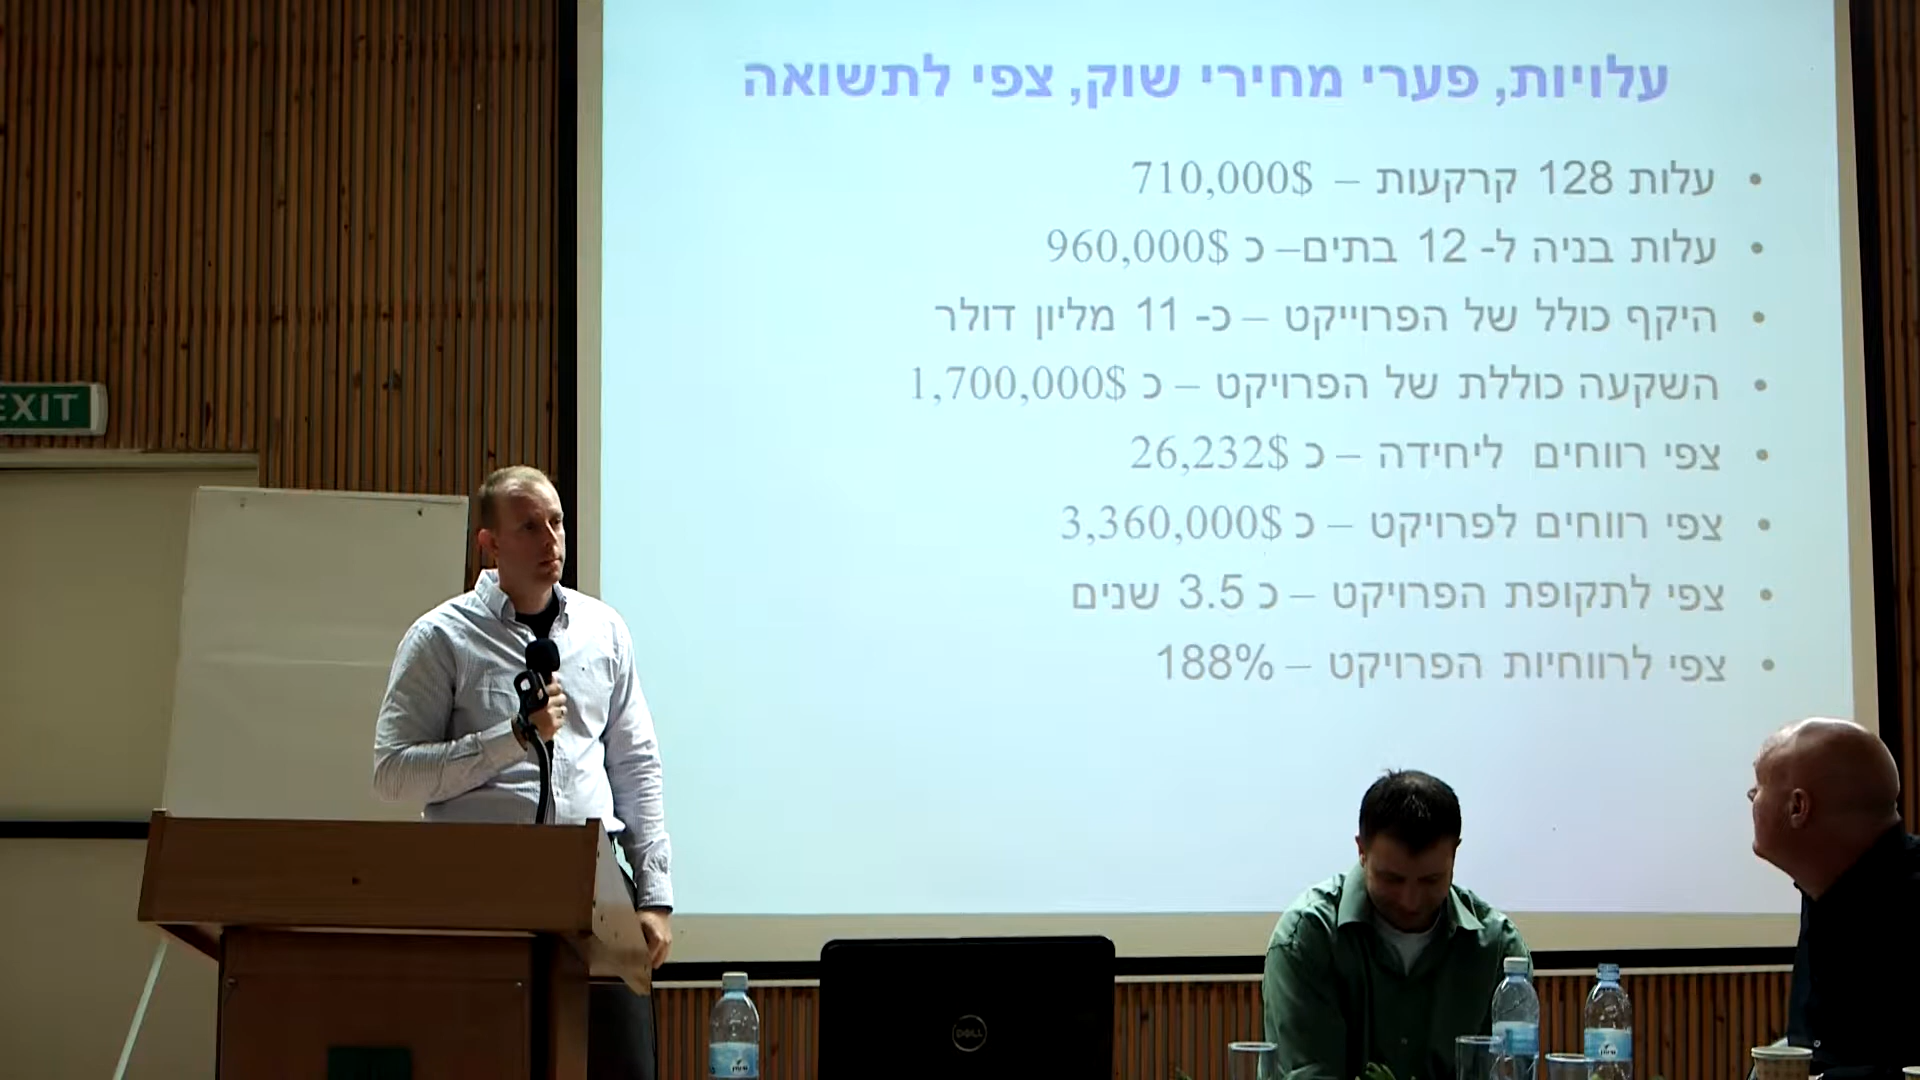 עלויות, פערי מחירי שוק, צפי לתשואה
• עלות 128 קרקעות – 710,000$
• עלות בניה ל- 12 בתים– כ 960,000$
• היקף כולל של הפרוייקט – כ- 11 מליון דולר
• השקעה כוללת של הפרויקט – כ 1,700,000$
• צפי רווחים ליחידה – כ 26,232$
• צפי רווחים לפרויקט – כ 3,360,000$
• צפי לתקופת הפרויקט – כ 3.5 שנים
• צפי לרווחיות הפרויקט – 188%
EXIT
DELL